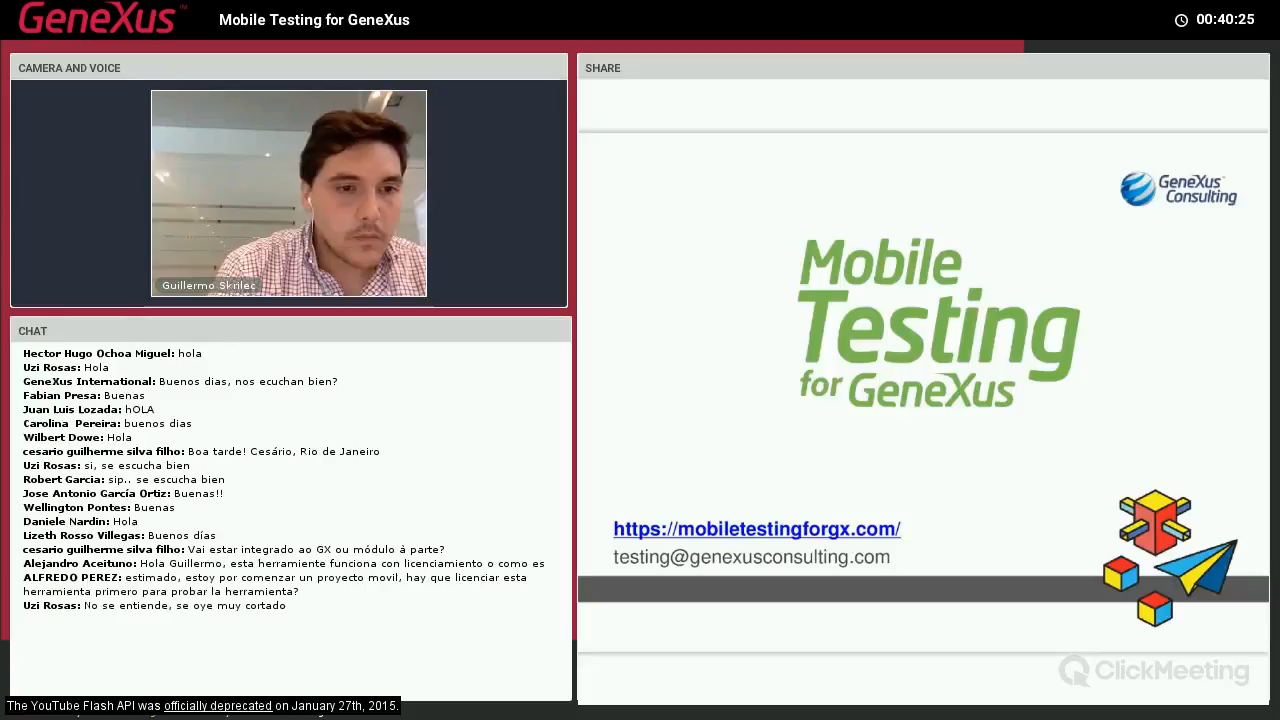 GeneXus™
Mobile Testing for GeneXus
00:40:25
CAMERA AND VOICE
Guillermo Skrilec
SHARE
GeneXus™
Consulting
Mobile
Testing
for GeneXus
https://mobiletestingforgx.com/
testing@genexusconsulting.com
ClickMeeting
CHAT
Hector Hugo Ochoa Miguel: hola
Uzi Rosas: Hola
GeneXus International: Buenos dias, nos ecuchan bien?
Fabian Presa: Buenas
Juan Luis Lozada: hOLA
Carolina Pereira: buenos dias
Wilbert Dowe: Hola
cesario guilherme silva filho: Boa tarde! Cesário, Rio de Janeiro
Uzi Rosas: si, se escucha bien
Robert Garcia: sip.. se escucha bien
Jose Antonio García Ortiz: Buenas!!
Wellington Pontes: Buenas
Daniele Nardin: Hola
Lizeth Rosso Villegas: Buenos días
cesario guilherme silva filho: Vai estar integrado ao GX ou módulo à parte?
Alejandro Aceituno: Hola Guillermo, esta herramiente funciona con licenciamiento o como es
ALFREDO PEREZ: estimado, estoy por comenzar un proyecto movil, hay que licenciar esta
herramienta primero para probar la herramienta?
Uzi Rosas: No se entiende, se oye muy cortado
The YouTube Flash API was officially deprecated on January 27th, 2015.